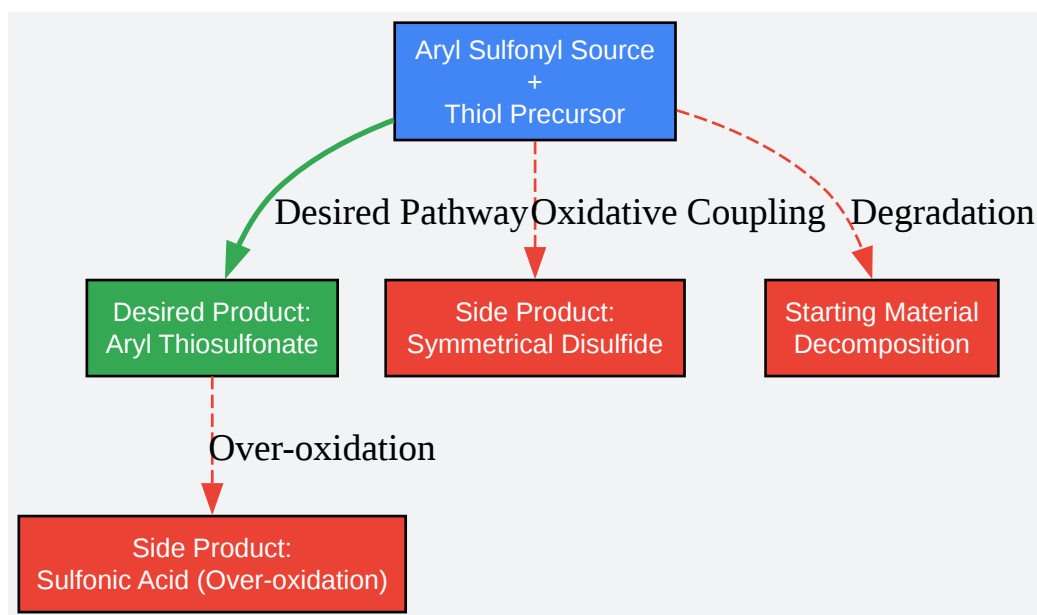 Aryl Sulfonyl Source
+
Thiol Precursor
Desired Pathway
Oxidative Coupling
Degradation
Desired Product:
Aryl Thiosulfonate
Side Product:
Symmetrical Disulfide
Starting Material
Decomposition
Over-oxidation
Side Product:
Sulfonic Acid (Over-oxidation)